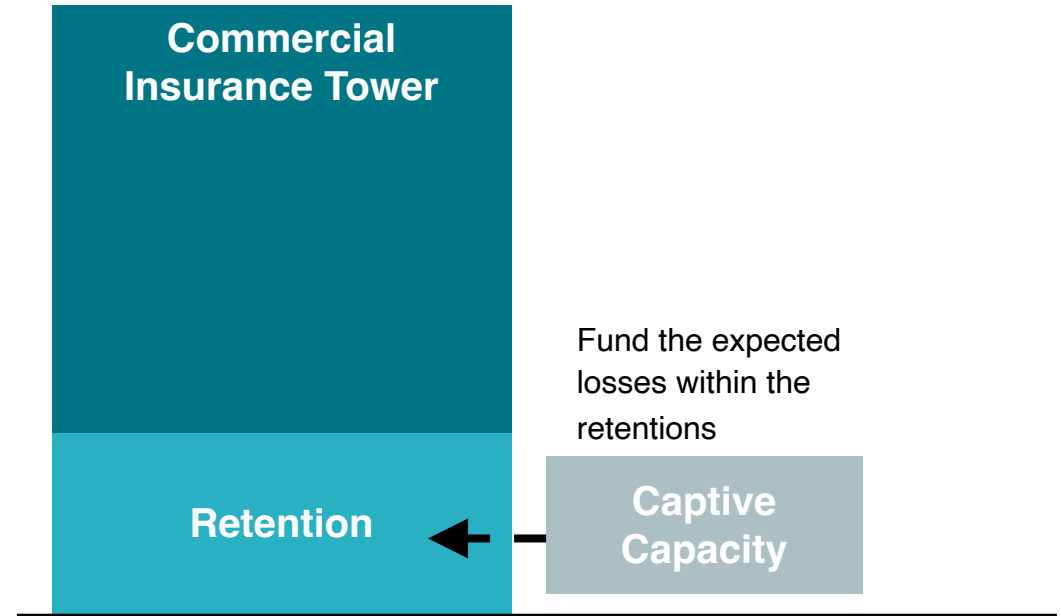 Commercial
Insurance Tower
Fund the expected
losses within the
retentions
Retention
Captive
Capacity